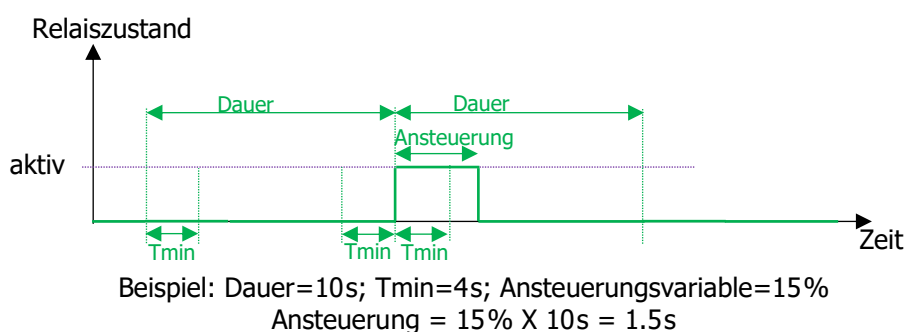 Relaiszustand
Dauer
Dauer
Ansteuerung
aktiv
Tmin
Tmin
Tmin
Zeit
Beispiel: Dauer=10s; Tmin=4s; Ansteuerungsvariable=15%
Ansteuerung = 15% X 10s = 1.5s